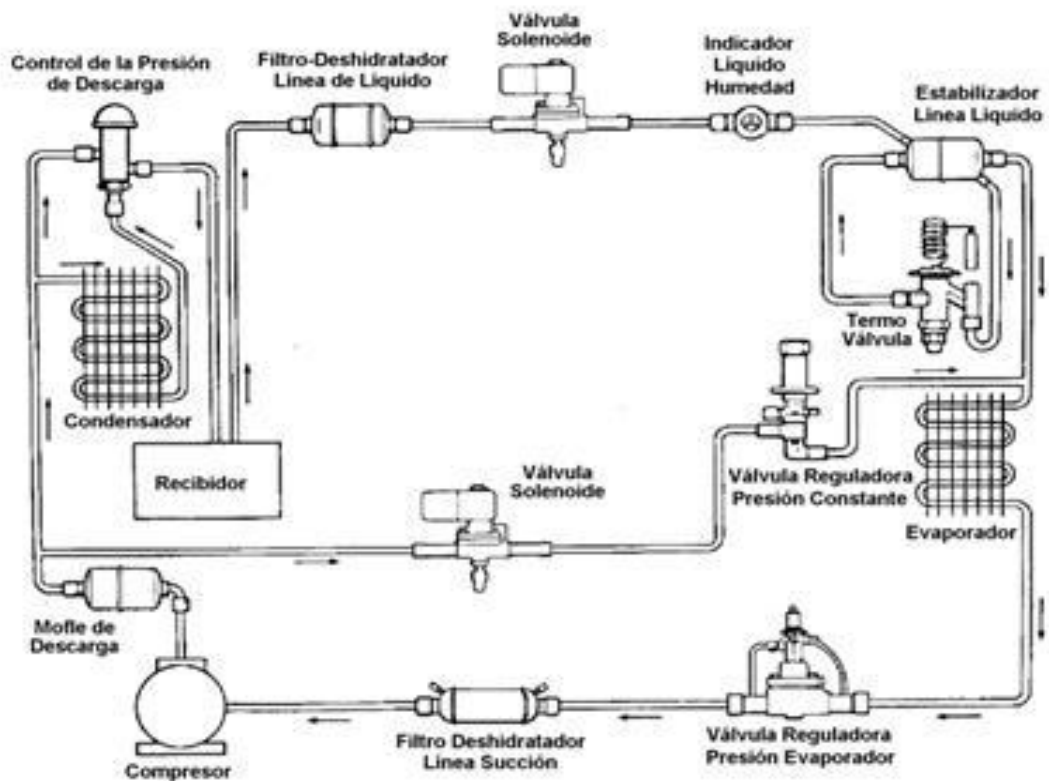 Válvula
Solenoide
Control de la Presión
de Descarga
Filtro-Deshidratador
Linea de Liquido
Indicador
Liquido
Humedad
Estabilizador
Linea Liquido
Termo
Válvula
Condensador
Recibidor
Válvula
Solenoide
Válvula Reguladora
Presión Constante
Evaporador
Mofle de
Descarga
Compresor
Filtro Deshidratador
Linea Succión
Válvula Reguladora
Presión Evaporador